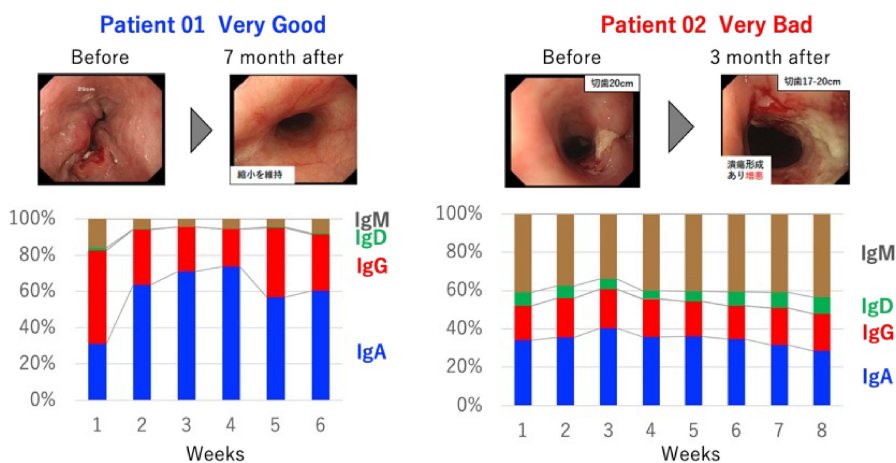 Patient 01 Very Good
Before
7 month after
20cm
縮小を維持
100%
80%
60%
40%
20%
0%
IgM
IgD
IgG
IgA
1 2 3 4 5 6
Weeks
Patient 02 Very Bad
Before
3 month after
切歯20cm
切歯17-20cm
潰瘍形成
あり増悪
100%
80%
60%
40%
20%
0%
IgM
IgD
IgG
IgA
1 2 3 4 5 6 7 8
Weeks